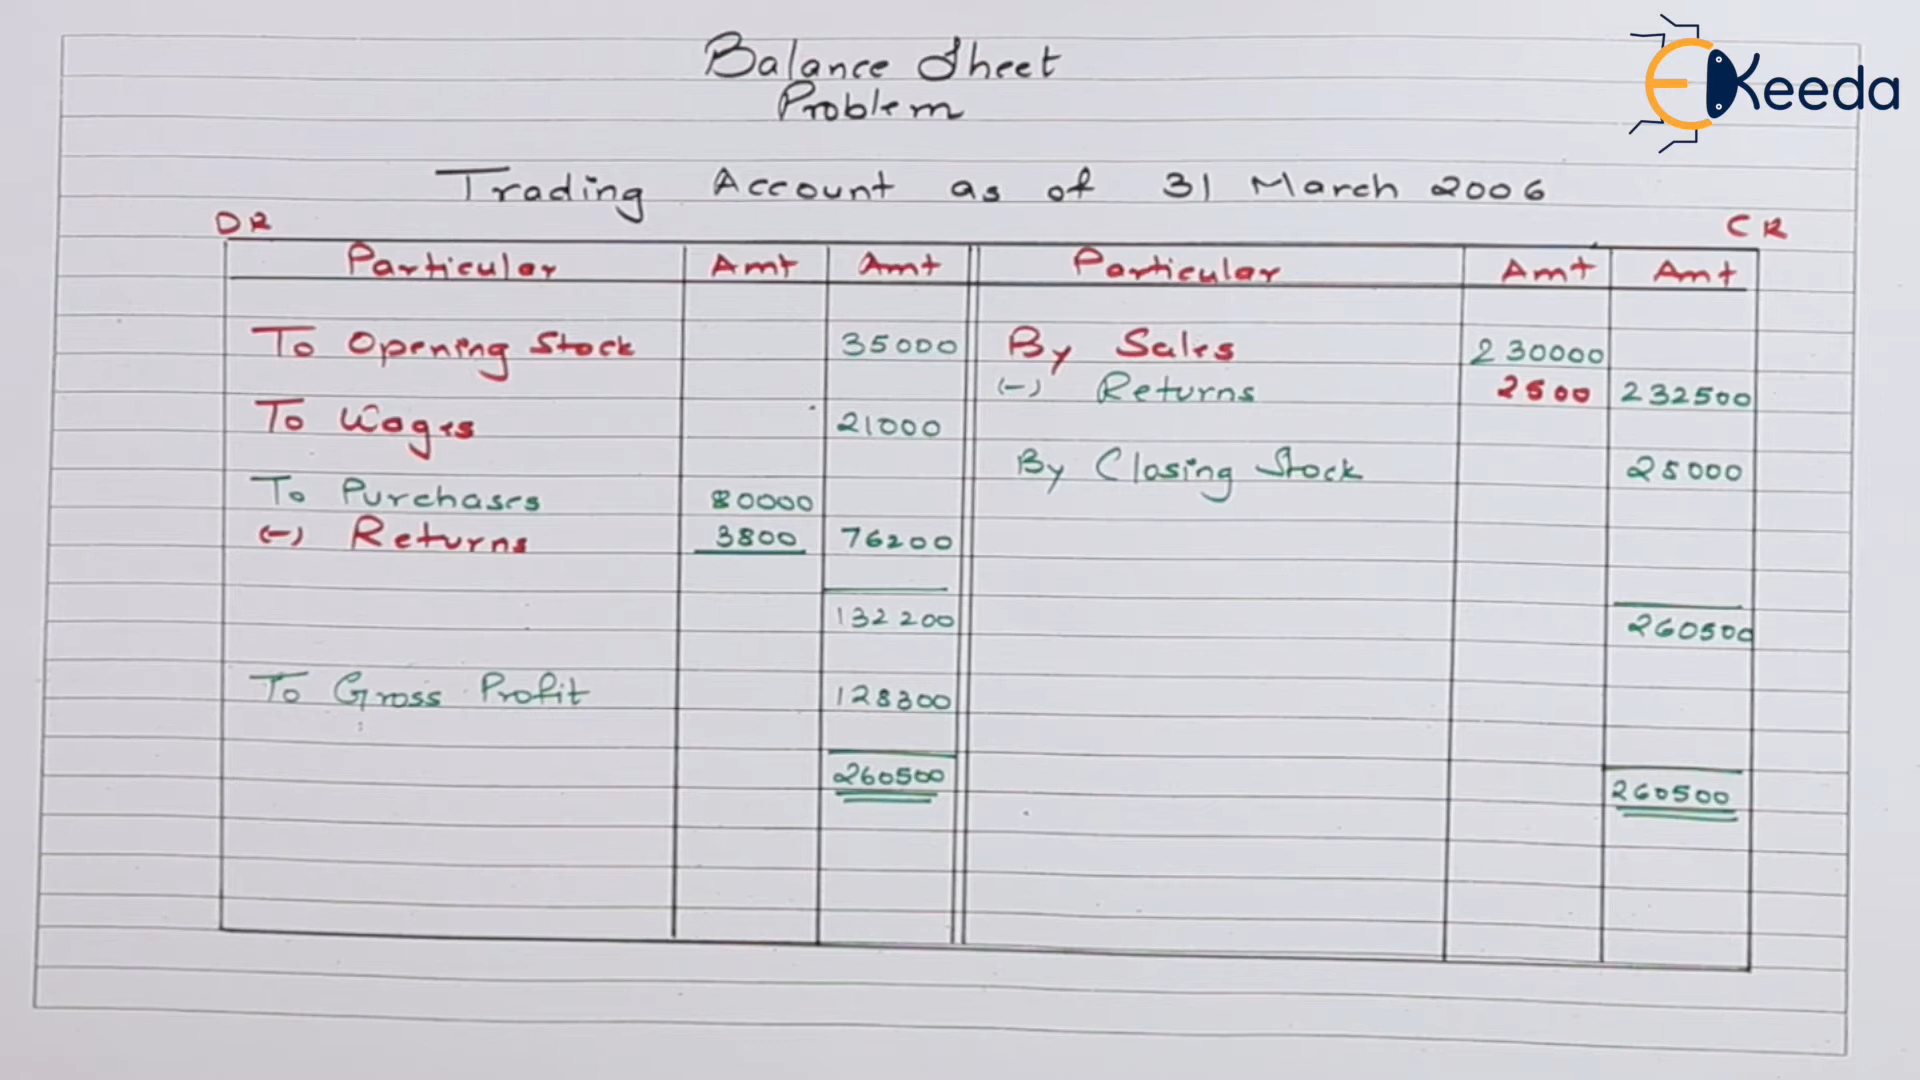 Balance Sheet
Problem
EKeeda
Trading Account as of 31 March 2006
DR CR
Particular Amt Amt Particular Amt Amt
To Opening Stock 35000 By Sales 230000
(-) Returns 2500 232500
To Wages 21000
By Closing Stock 28000
To Purchases 80000
(-) Returns 3800 76200
132200 260500
To Gross Profit 128300
260500 260500